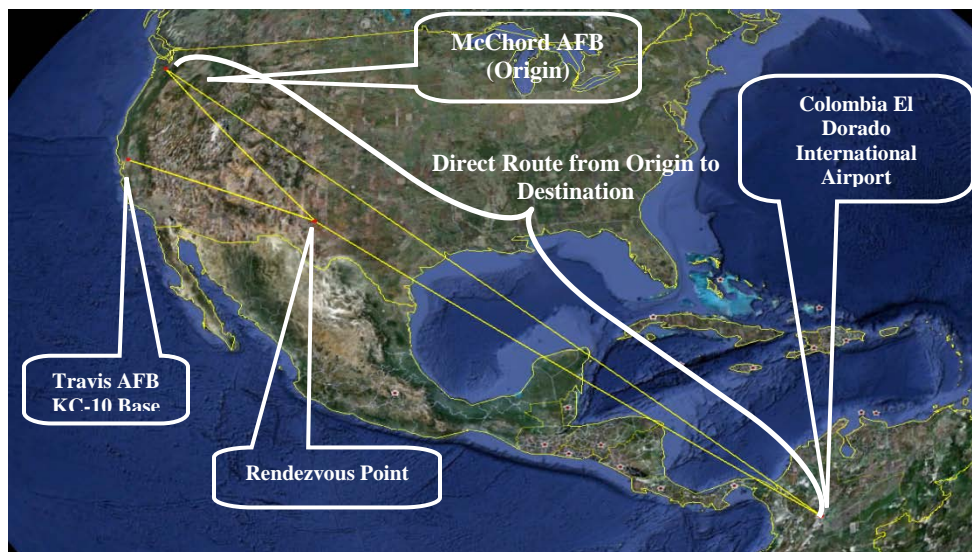 McChord AFB
(Origin)
Colombia El
Dorado
International
Airport
Direct Route from Origin to
Destination
Travis AFB
KC-10 Base
Rendezvous Point